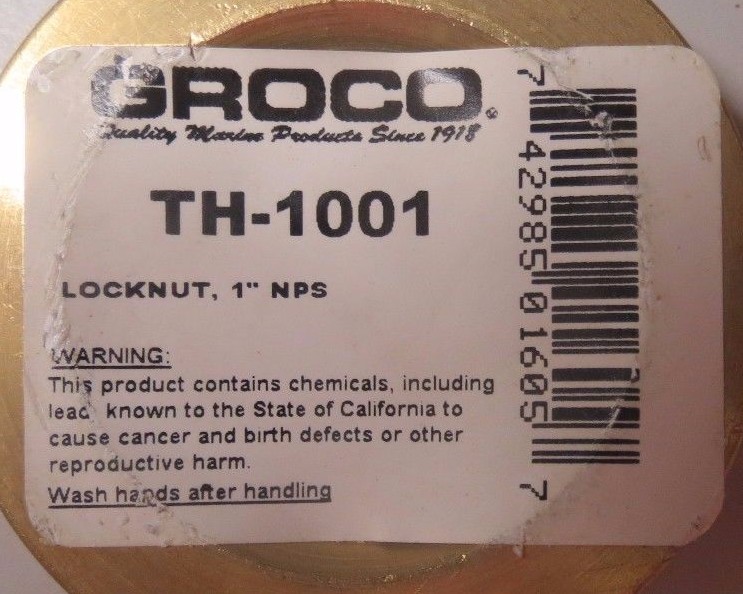 GROCO®
Quality Marine Products Since 1918
TH-1001
LOCKNUT, 1" NPS
WARNING:
This product contains chemicals, including
lead, known to the State of California to
cause cancer and birth defects or other
reproductive harm.
Wash hands after handling
7 42985 01605 7